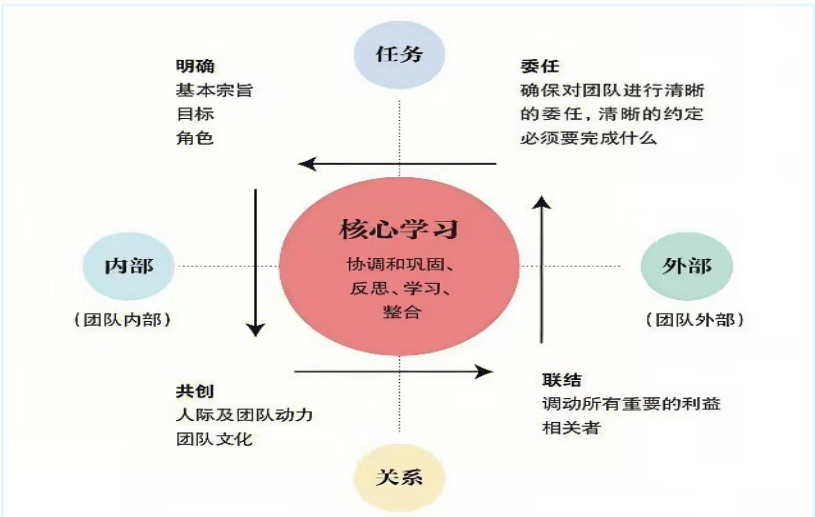 任务
明确
基本宗旨
目标
角色
委任
确保对团队进行清晰
的委任，清晰的约定
必须要完成什么
核心学习
协调和巩固、
反思、学习、
整合
内部
(团队内部)
外部
(团队外部)
共创
人际及团队动力
团队文化
联结
调动所有重要的利益
相关者
关系